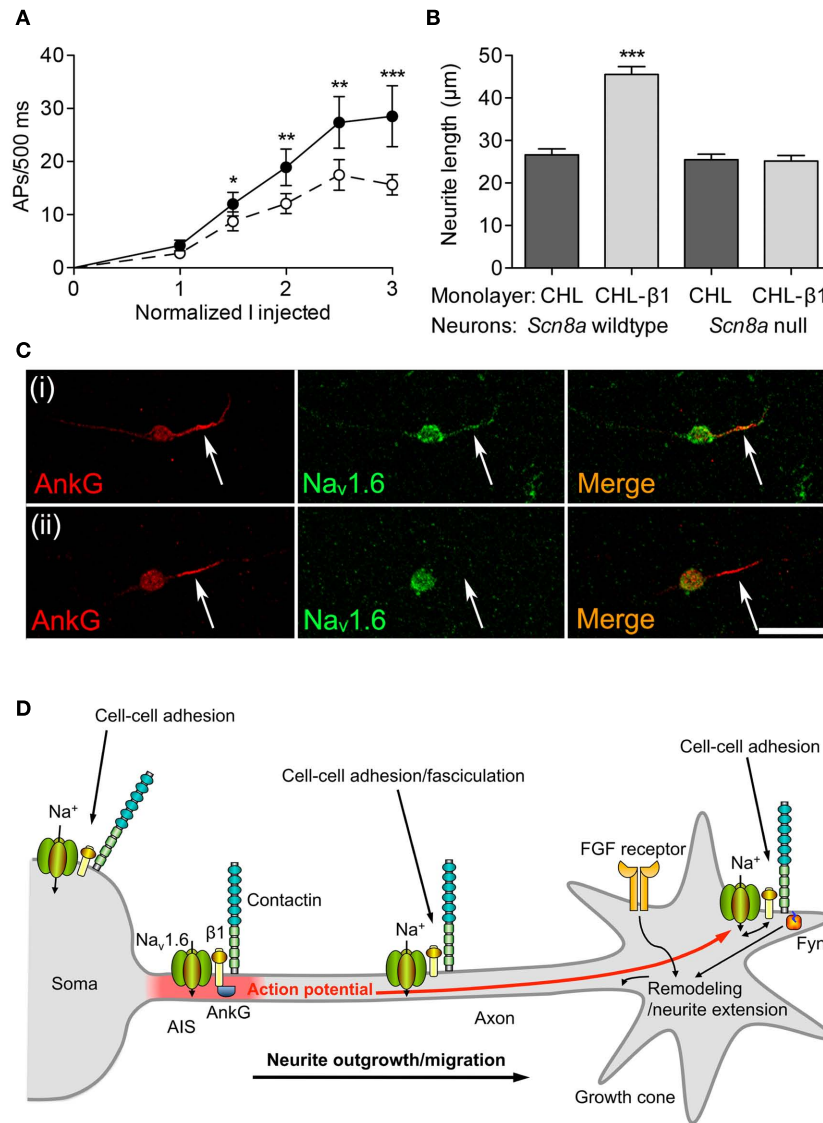 A
40
30
20
10
0
APs/500 ms
*
**
**
***
0
1
2
3
Normalized I injected
B
50
40
30
20
10
0
Neurite length (µm)
***
Monolayer: CHL CHL-β1 CHL CHL-β1
Neurons: Scn8a wildtype Scn8a null
C
(i)
AnkG
Nav1.6
Merge
(ii)
AnkG
Nav1.6
Merge
D
Cell-cell adhesion
Na+
Cell-cell adhesion/fasciculation
Cell-cell adhesion
FGF receptor
Na+
Contactin
Nav1.6
β1
Na+
Fyn
Soma
Action potential
Remodeling
/neurite extension
AnkG
AIS
Axon
Neurite outgrowth/migration
Growth cone